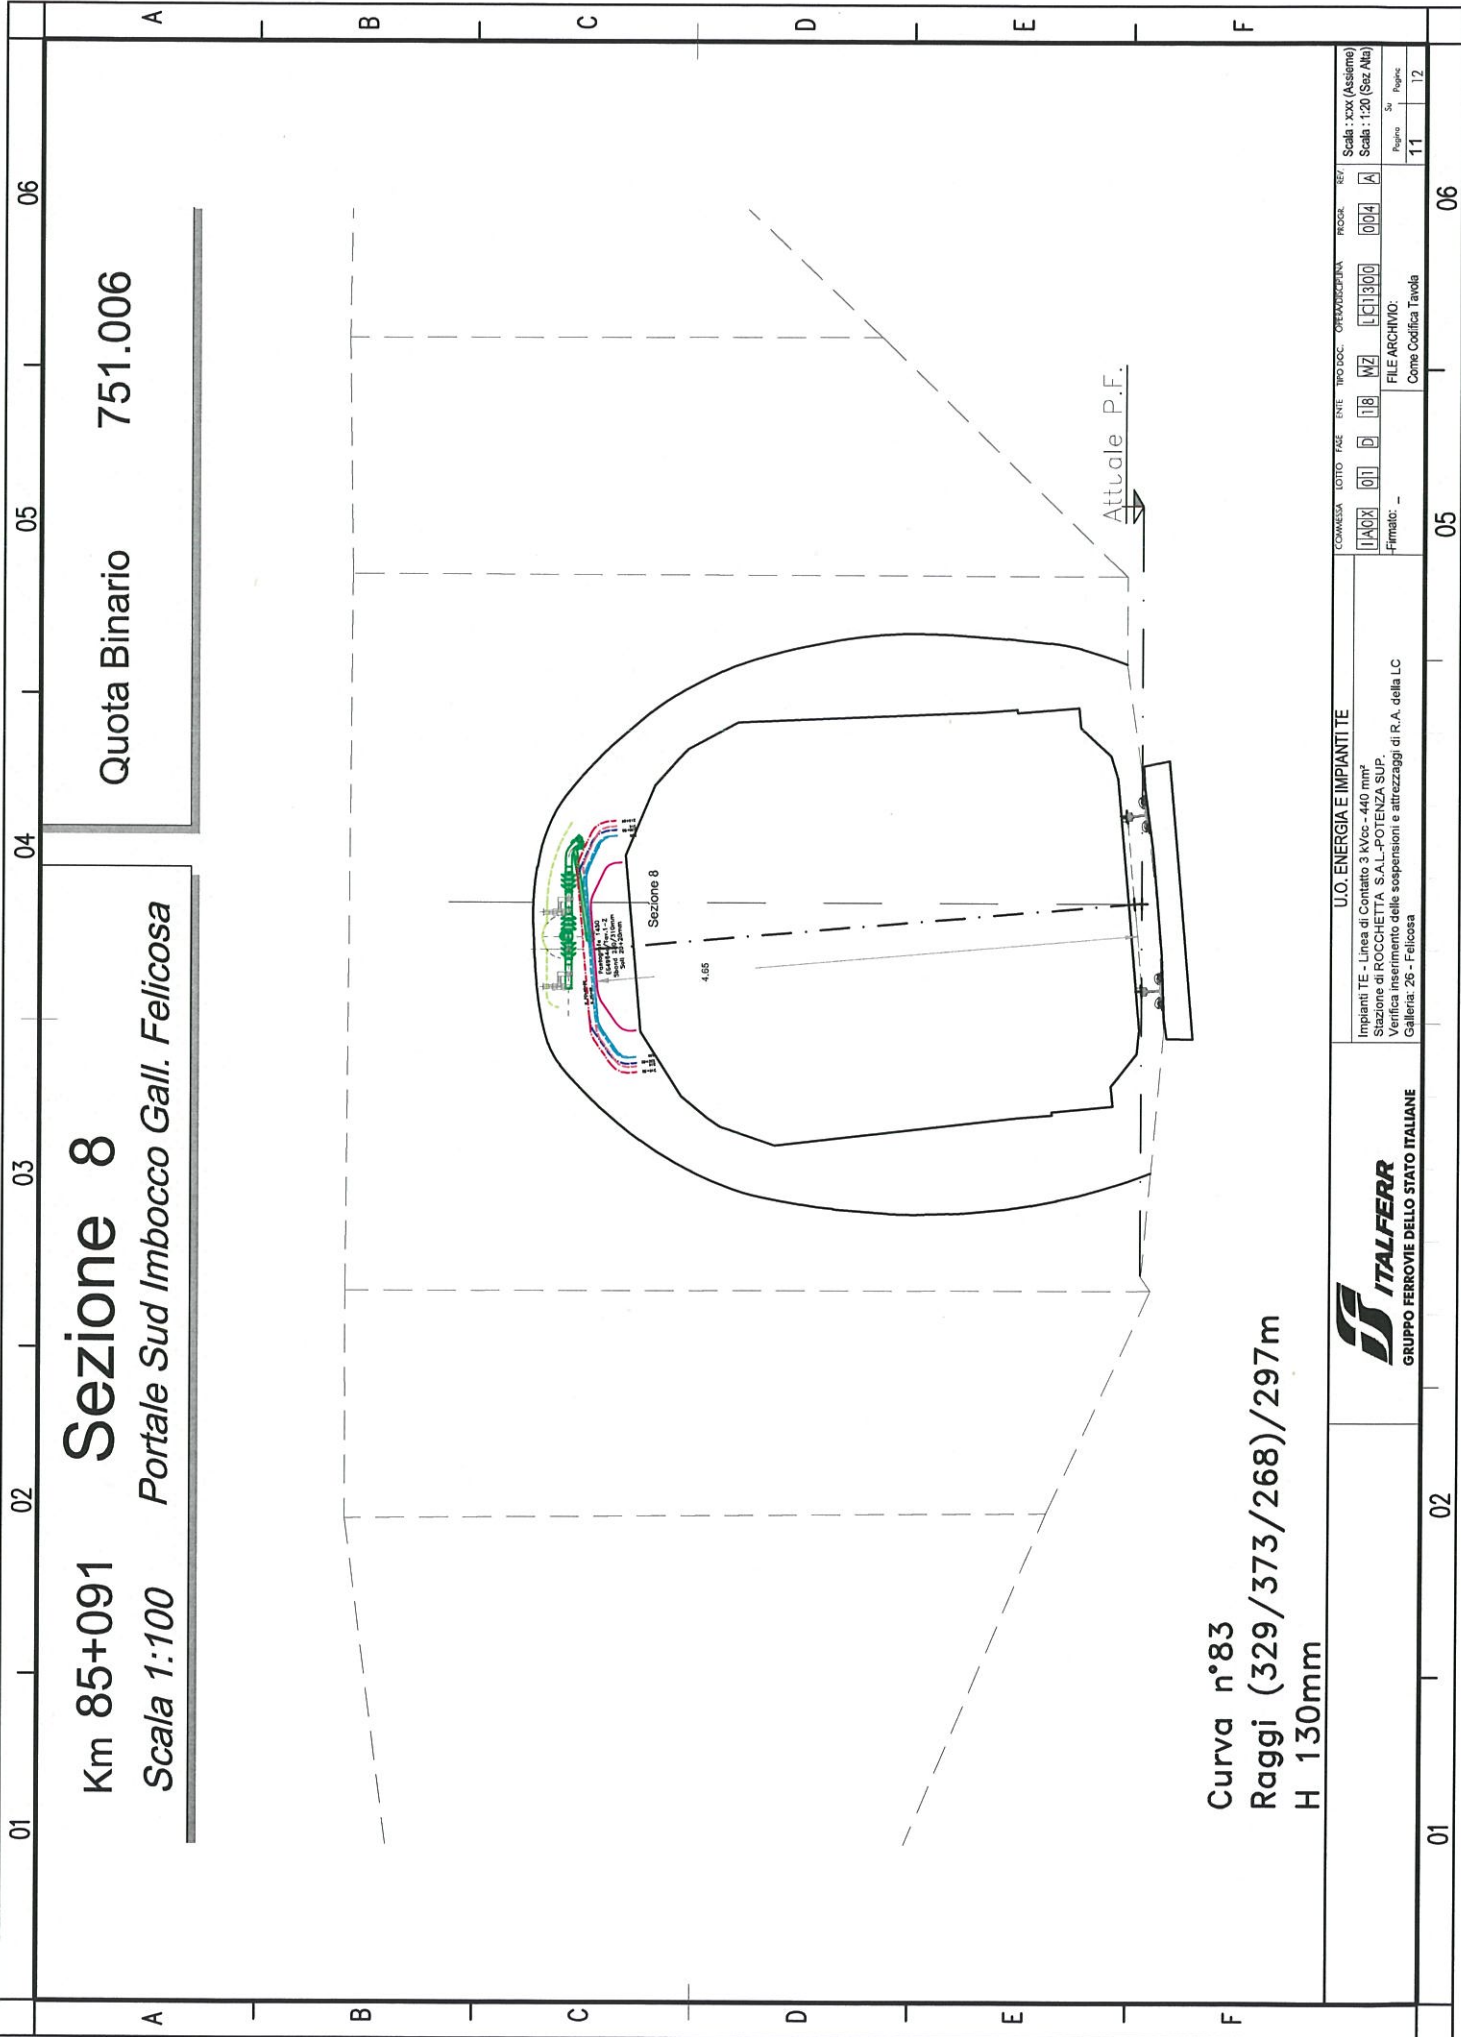 01 02 03 04 05 06
A
B
C
D
E
F
Km 85+091 Sezione 8
Scala 1:100 Portale Sud Imbocco Gall. Felicosa
Quota Binario 751.006
Sezione 8
4.65
Attuale P.F.
Curva n°83
Raggi (329/373/268)/297m
H 130mm
ITALFERR
GRUPPO FERROVIE DELLO STATO ITALIANE
U.O. ENERGIA E IMPIANTI TE
Impianti TE - Linea di Contatto 3 kVcc - 440 mm²
Stazione di ROCCHETTA S.A.L.-POTENZA SUP.
Verifica inserimento delle sospensioni e attrezzaggi di R.A. della LC
Galleria: 26 - Felicosa
COMMESSA LOTTO FASE ENTE TIPO DOC. OPERA/DISCIPLINA PROGR. REV.
IA0X 01 D 18 WZ LC1300 004 A
Firmato: –
FILE ARCHIVIO:
Come Codifica Tavola
Scala : xxx (Assieme)
Scala : 1:20 (Sez Alta)
Pagina Su Pagine
11 12
A
B
C
D
E
F
01 02 05 06